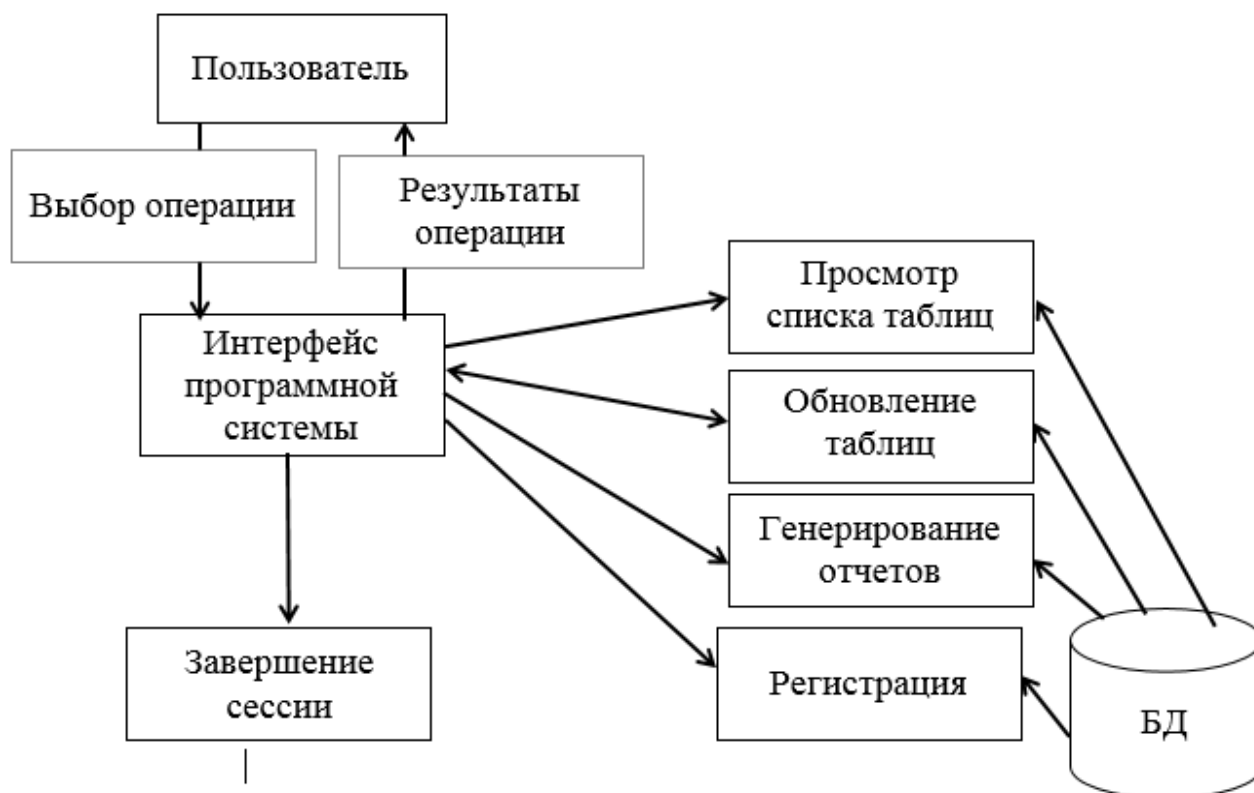 Пользователь
Выбор операции
Результаты
операции
Интерфейс
программной
системы
Просмотр
списка таблиц
Обновление
таблиц
Генерирование
отчетов
Завершение
сессии
Регистрация
БД